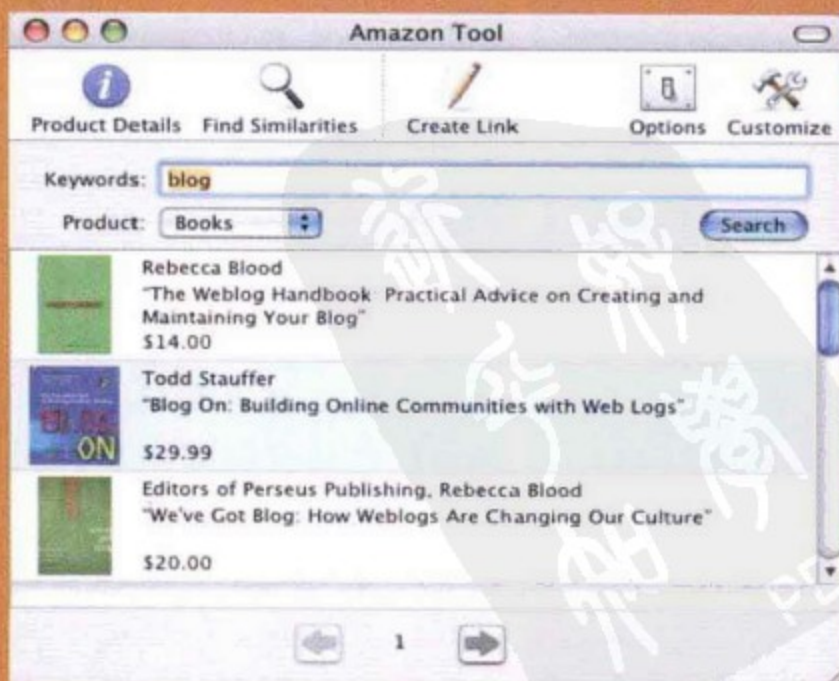 Amazon Tool
Product Details Find Similarities Create Link Options Customize
Keywords: blog
Product: Books Search
Rebecca Blood
"The Weblog Handbook Practical Advice on Creating and
Maintaining Your Blog"
$14.00
Todd Stauffer
"Blog On: Building Online Communities with Web Logs"
ON
$29.99
Editors of Perseus Publishing, Rebecca Blood
"We've Got Blog: How Weblogs Are Changing Our Culture"
$20.00
1